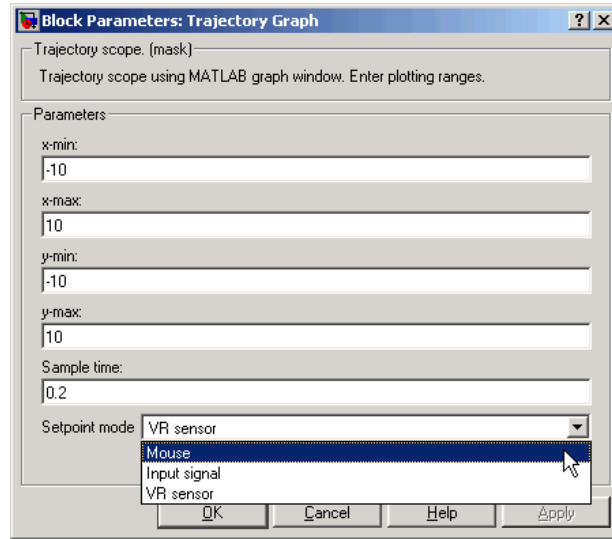 Block Parameters: Trajectory Graph
Trajectory scope. (mask)
Trajectory scope using MATLAB graph window. Enter plotting ranges.
Parameters
x-min:
-10
x-max:
10
y-min:
-10
y-max:
10
Sample time:
0.2
Setpoint mode VR sensor
Mouse
Input signal
VR sensor
OK Cancel Help Apply